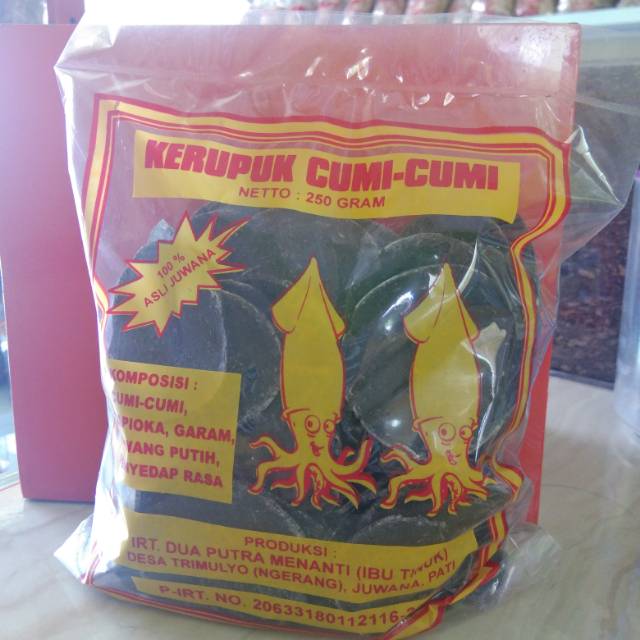 KERUPUK CUMI-CUMI
NETTO : 250 GRAM
100 %
ASLI JUWANA
KOMPOSISI :
CUMI-CUMI,
GARAM,
PUTIH,
RASA
PRODUKSI :
IRT. DUA PUTRA MENANTI (IBU
DESA TRIMULYO (NGERANG), JUWANA, PATI
P-IRT. NO.